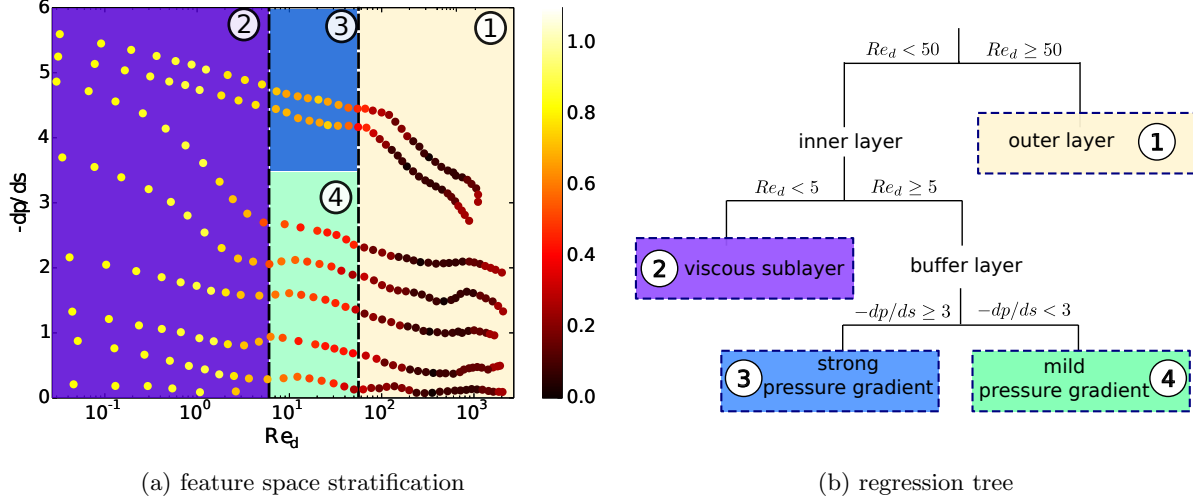 6
5
4
3
2
1
0
-dp/ds
10^{-1}
10^{0}
10^{1}
10^{2}
10^{3}
Re_d
2
3
1
4
1.0
0.8
0.6
0.4
0.2
0.0
(a) feature space stratification
Re_d < 50
Re_d ≥ 50
inner layer
outer layer
1
Re_d < 5
Re_d ≥ 5
2 viscous sublayer
buffer layer
-dp/ds ≥ 3
-dp/ds < 3
3
strong
pressure gradient
mild
pressure gradient
4
(b) regression tree